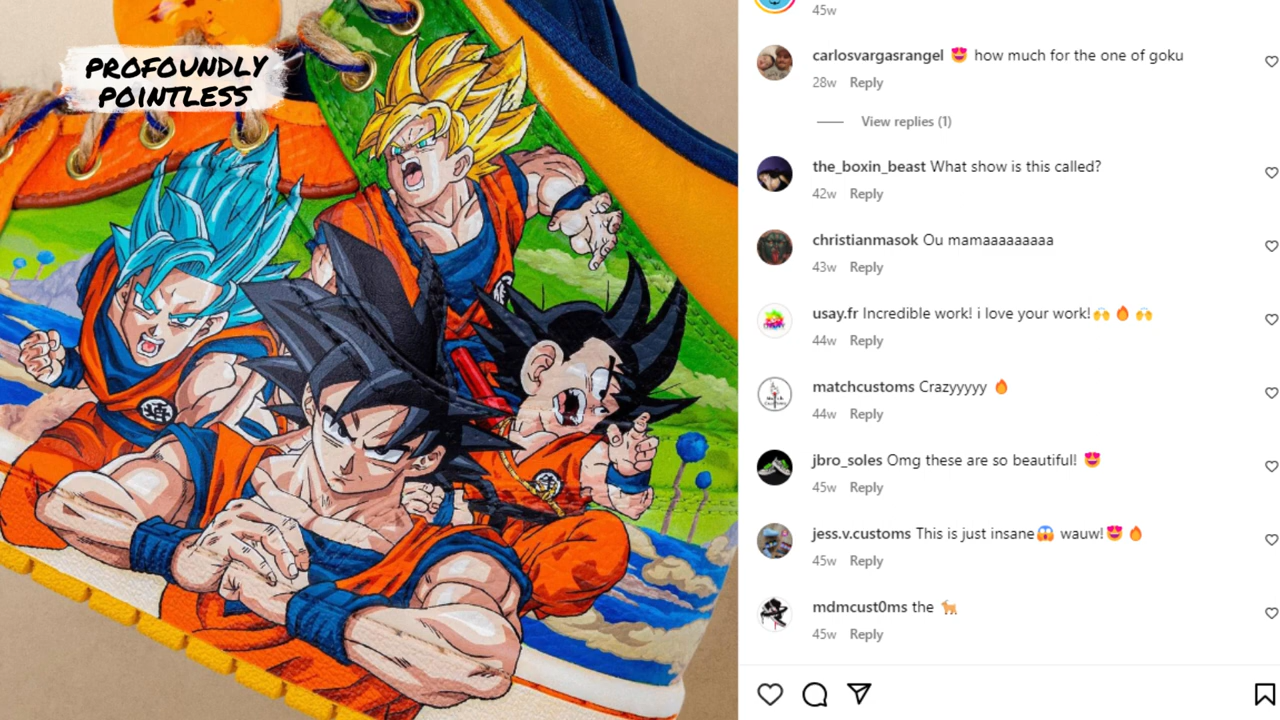 PROFOUNDLY
POINTLESS
45w
carlosvargasrangel 😍 how much for the one of goku
28w Reply
View replies (1)
the_boxin_beast What show is this called?
42w Reply
christianmasok Ou mamaaaaaaaaa
43w Reply
usay.fr Incredible work! i love your work!🙌 🔥 🙌
44w Reply
matchcustoms Crazyyyyy 🔥
44w Reply
jbro_soles Omg these are so beautiful! 😍
45w Reply
jess.v.customs This is just insane😱 wauw!😍 🔥
45w Reply
mdmcust0ms the 🐐
45w Reply